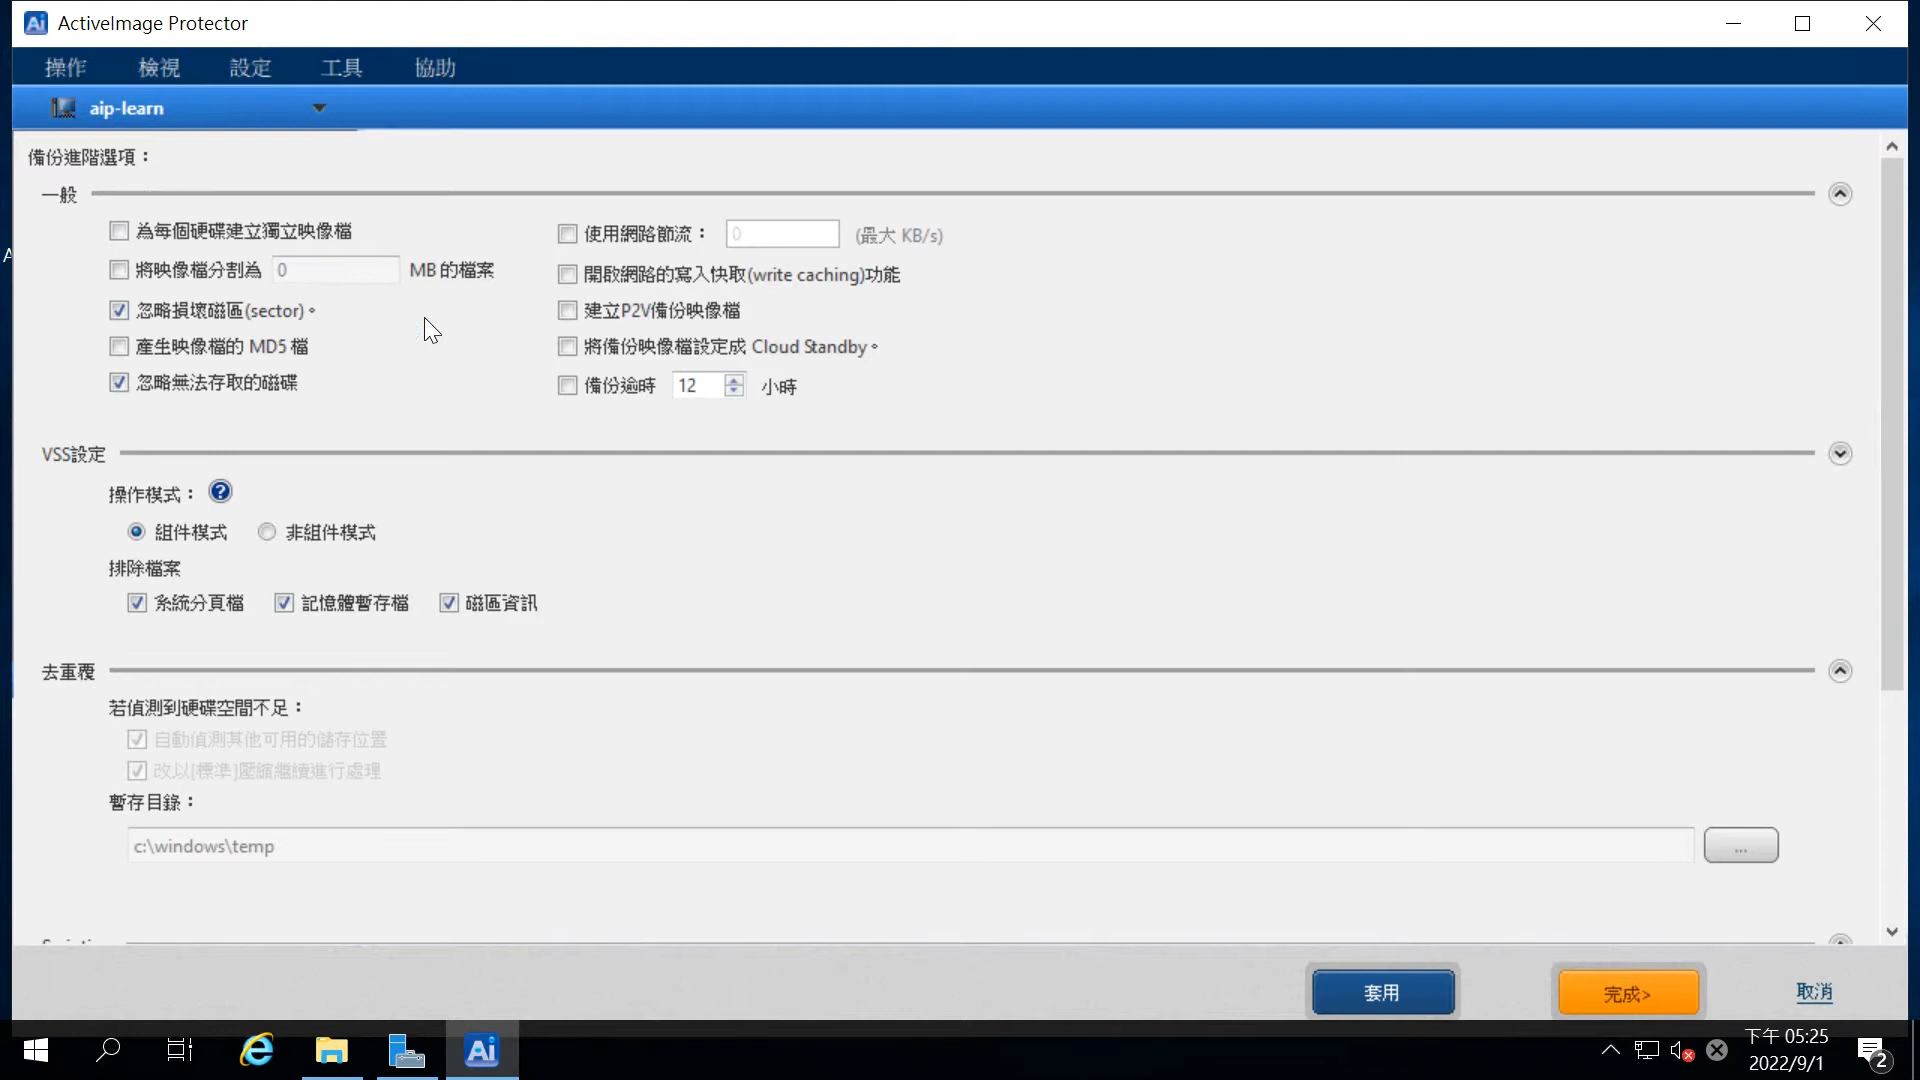 ActiveImage Protector
操作 檢視 設定 工具 協助
aip-learn
備份進階選項：
一般
為每個硬碟建立獨立映像檔
使用網路節流： 0 (最大 KB/s)
將映像檔分割為 0 MB 的檔案
開啟網路的寫入快取(write caching)功能
忽略損壞磁區(sector)。
建立P2V備份映像檔
產生映像檔的 MD5 檔
將備份映像檔設定成 Cloud Standby。
忽略無法存取的磁碟
備份逾時 12 小時
VSS設定
操作模式： ?
組件模式 非組件模式
排除檔案
系統分頁檔 記憶體暫存檔 磁區資訊
去重覆
若偵測到硬碟空間不足：
自動偵測其他可用的儲存位置
改以[標準]壓縮繼續進行處理
暫存目錄：
c:\windows\temp ...
套用 完成> 取消
下午 05:25
2022/9/1
2